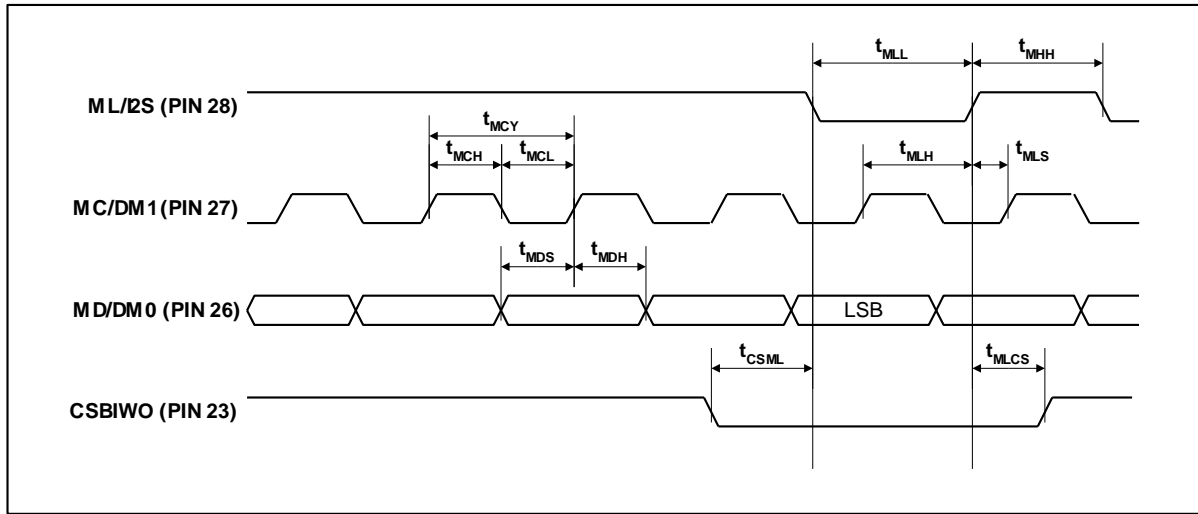 tMLL
tMHH
ML/I2S (PIN 28)
tMCY
tMCH
tMCL
tMLH
tMLS
MC/DM1(PIN 27)
tMDS
tMDH
MD/DM0 (PIN 26)
LSB
tCSML
tMLCS
CSBIWO (PIN 23)